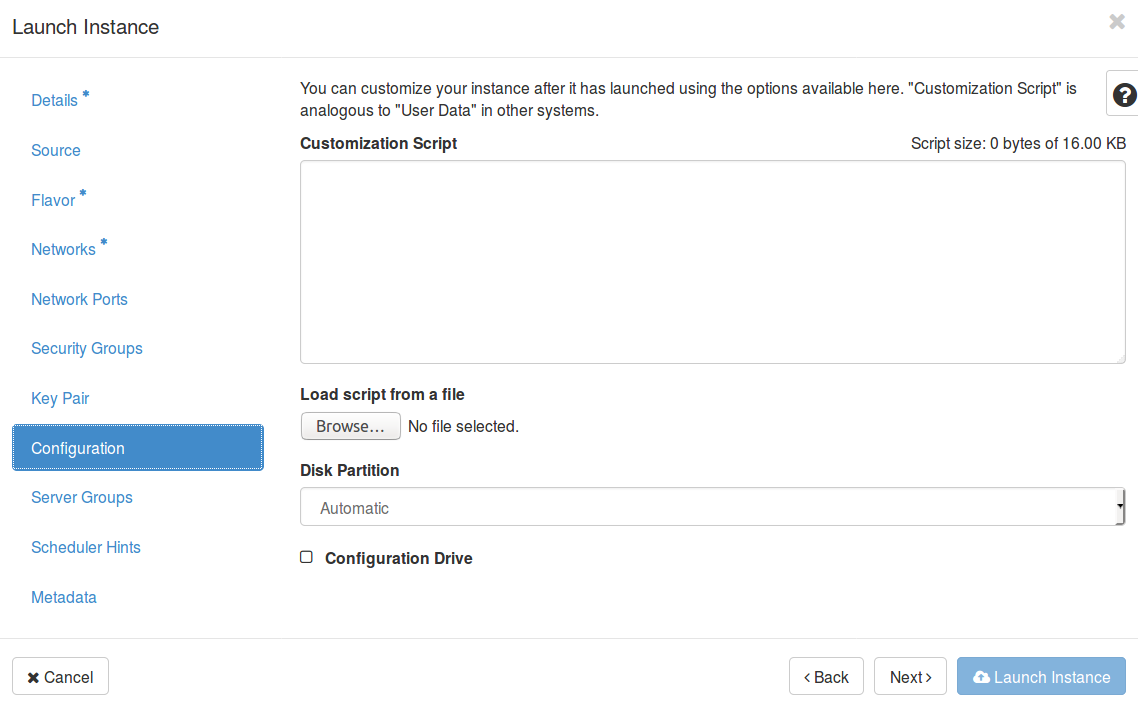 Launch Instance
Details *
Source
Flavor *
Networks *
Network Ports
Security Groups
Key Pair
Configuration
Server Groups
Scheduler Hints
Metadata
You can customize your instance after it has launched using the options available here. "Customization Script" is
analogous to "User Data" in other systems.
Customization Script
Script size: 0 bytes of 16.00 KB
Load script from a file
Browse... No file selected.
Disk Partition
Automatic
Configuration Drive
Cancel
Back
Next
Launch Instance